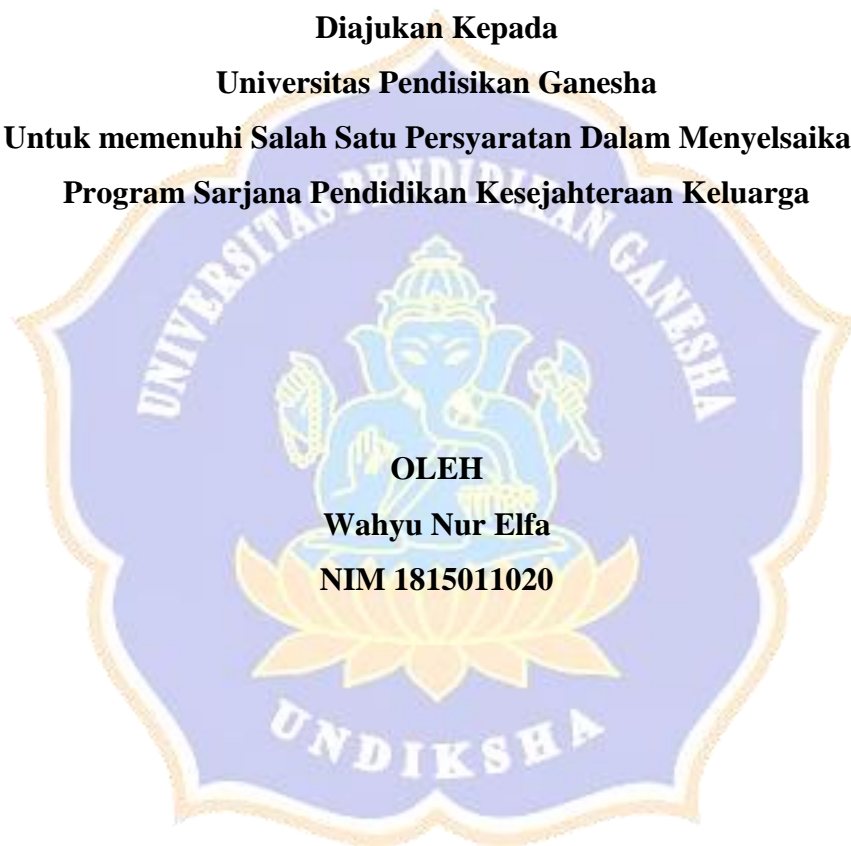 Diajukan Kepada
Universitas Pendisikan Ganesha
Untuk memenuhi Salah Satu Persyaratan Dalam Menyelsaika
Program Sarjana Pendidikan Kesejahteraan Keluarga
UNIVERSITAS PENDIDIKAN GANESHA
OLEH
Wahyu Nur Elfa
NIM 1815011020
UNDIKSHA